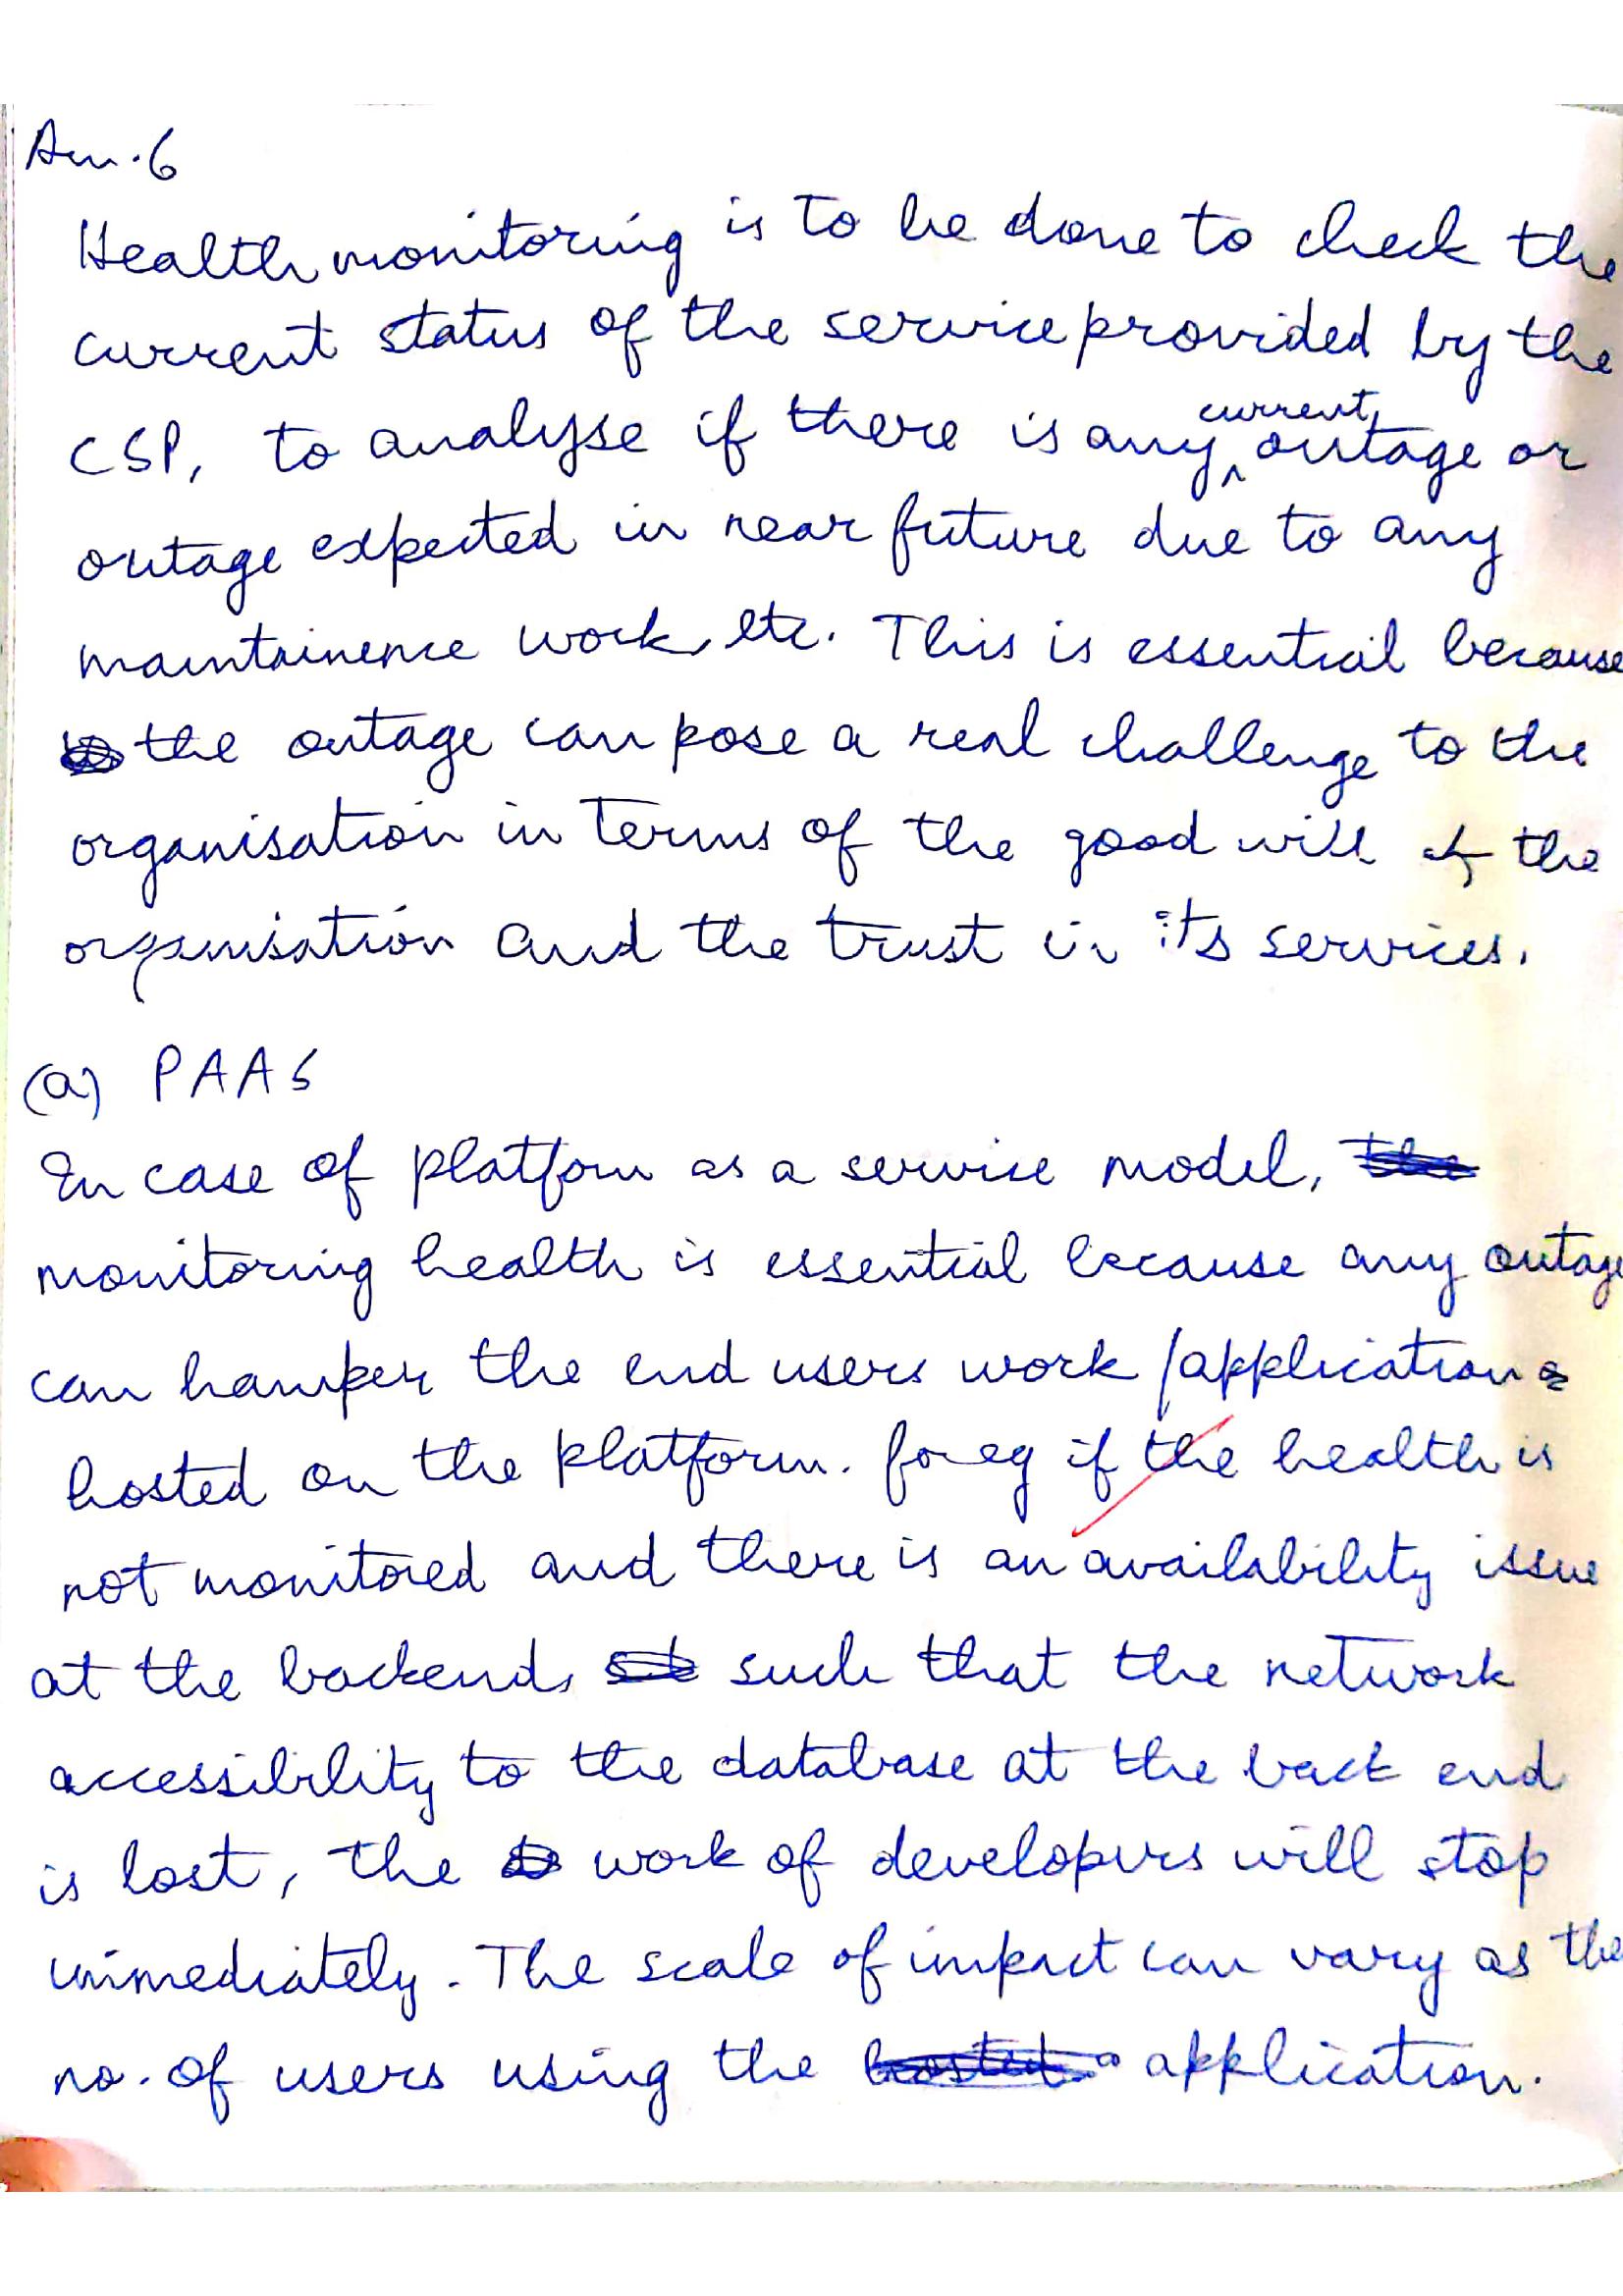 Ans.6
Health monitoring is to be done to check the
current status of the service provided by the
CSP, to analyse if there is any current outage or
outage expected in near future due to any
maintainence work, etc. This is essential because
the outage can pose a real challenge to the
organisation in terms of the good will of the
organisation and the trust in its services.
(a) PAAS
In case of platform as a service model,
monitoring health is essential because any outage
can hamper the end users work /applications
hosted on the platform. for eg if the health is
not monitored and there is an availability issue
at the backend, such that the network
accessibility to the database at the back end
is lost, the work of developers will stop
immediately. The scale of impact can vary as the
no. of users using the application.